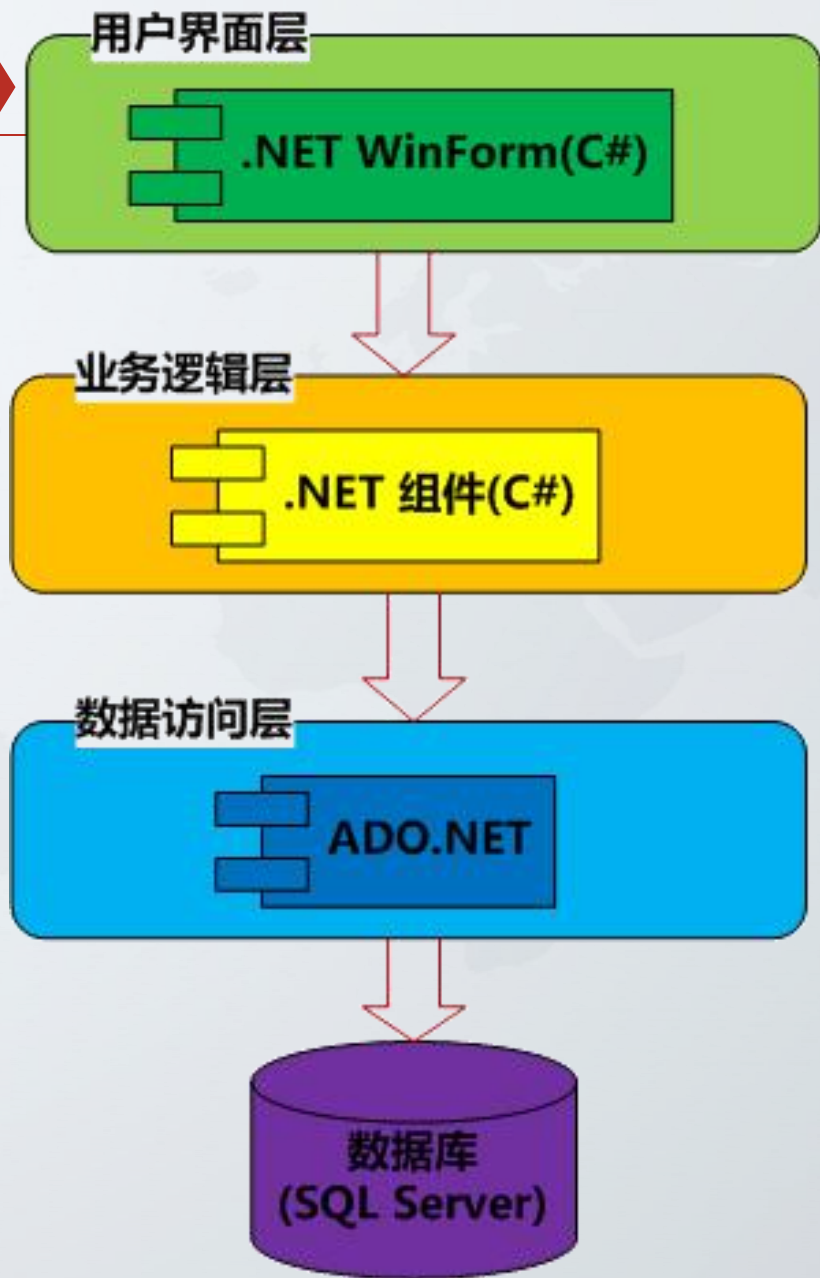 用户界面层
.NET WinForm(C#)
业务逻辑层
.NET 组件(C#)
数据访问层
ADO.NET
数据库
(SQL Server)